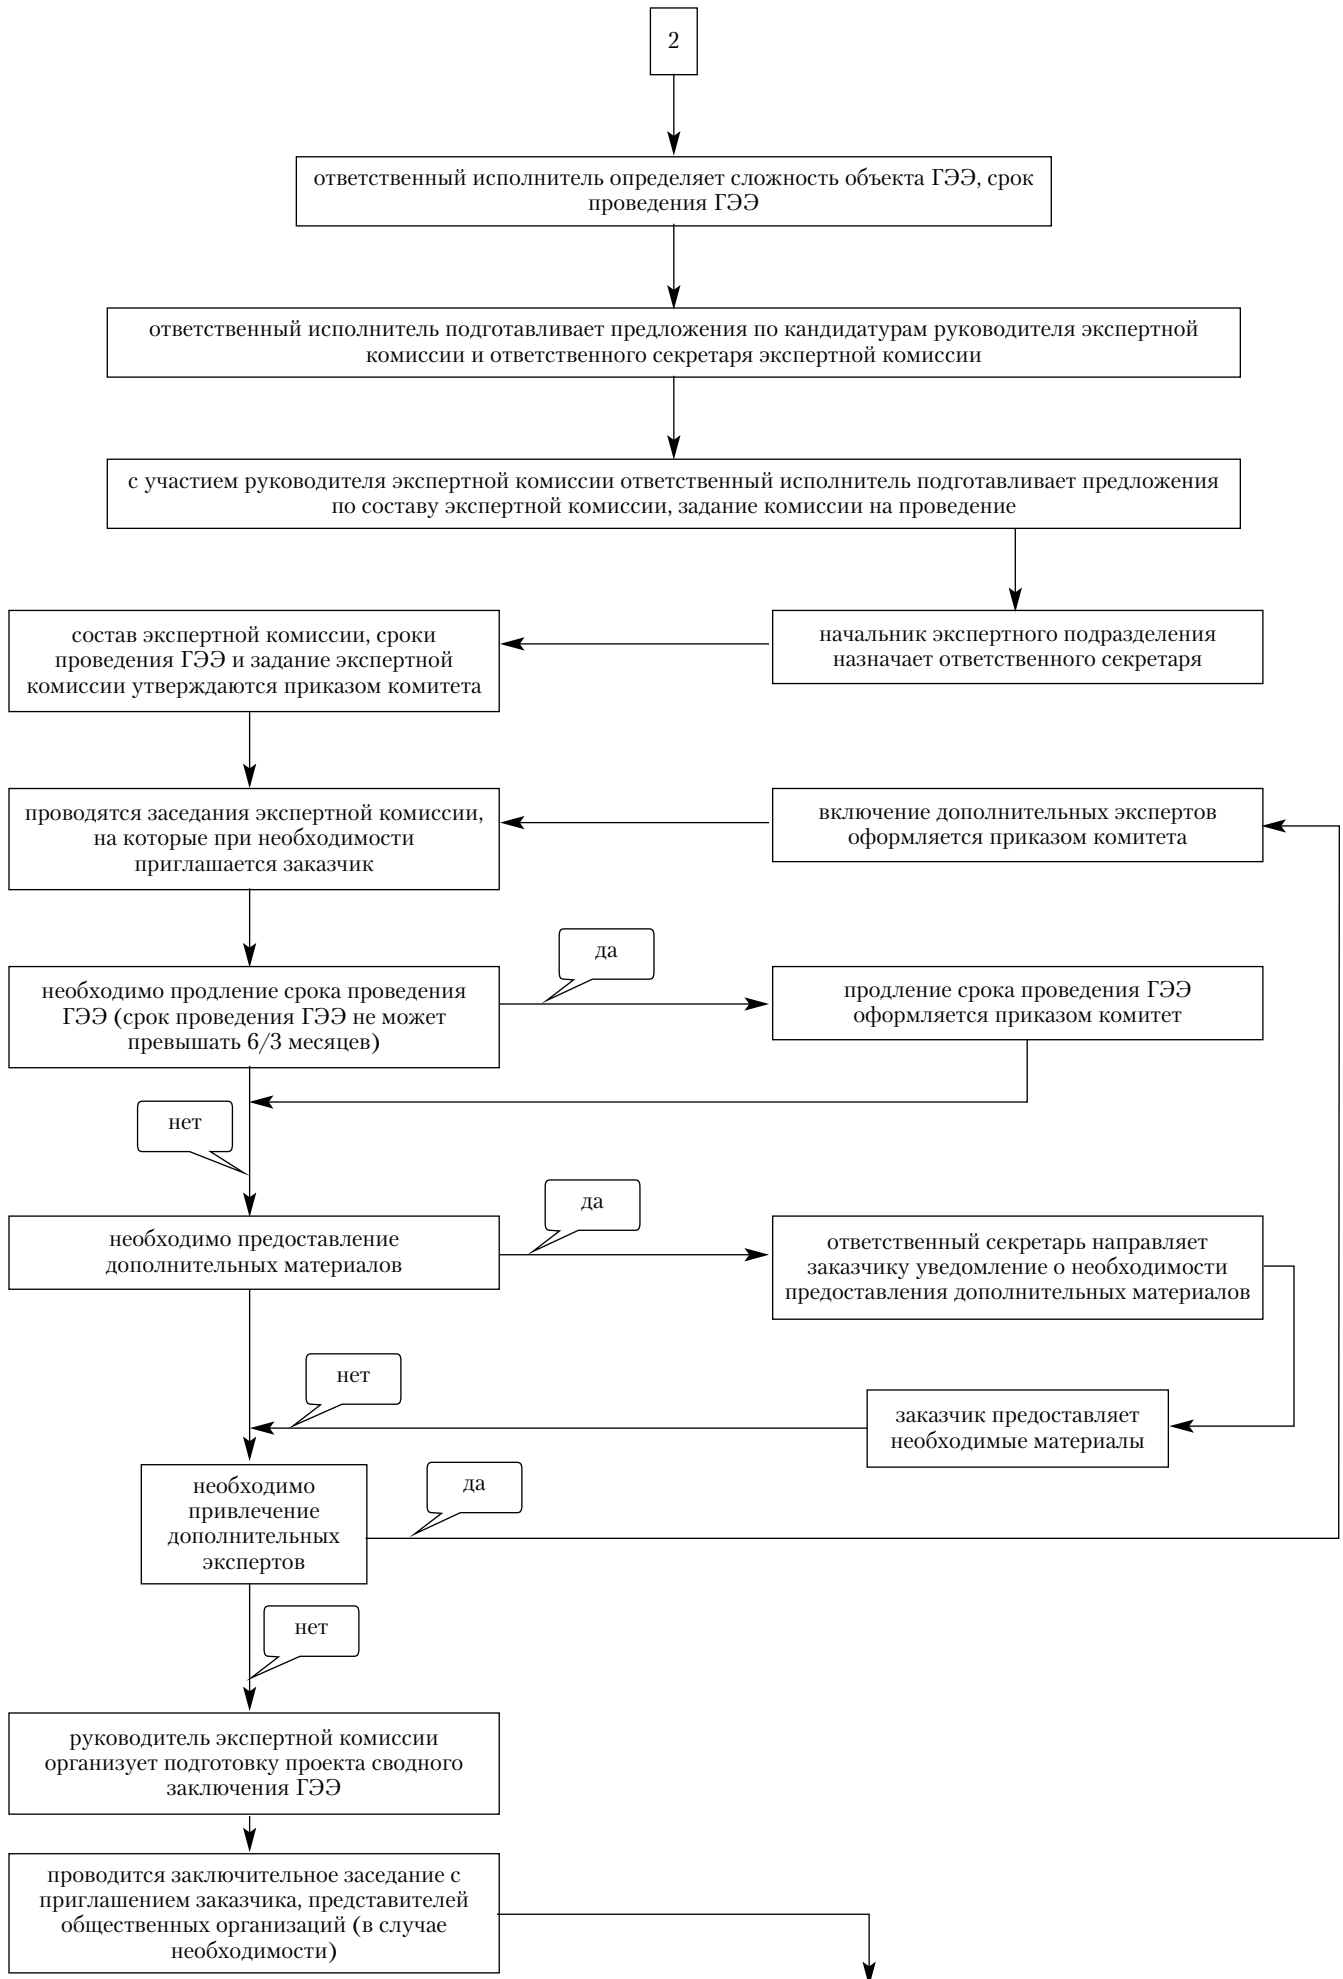 2
ответственный исполнитель определяет сложность объекта ГЭЭ, срок
проведения ГЭЭ
ответственный исполнитель подготавливает предложения по кандидатурам руководителя экспертной
комиссии и ответственного секретаря экспертной комиссии
с участием руководителя экспертной комиссии ответственный исполнитель подготавливает предложения
по составу экспертной комиссии, задание комиссии на проведение
состав экспертной комиссии, сроки
проведения ГЭЭ и задание экспертной
комиссии утверждаются приказом комитета
начальник экспертного подразделения
назначает ответственного секретаря
проводятся заседания экспертной комиссии,
на которые при необходимости
приглашается заказчик
включение дополнительных экспертов
оформляется приказом комитета
да
необходимо продление срока проведения
ГЭЭ (срок проведения ГЭЭ не может
превышать 6/3 месяцев)
продление срока проведения ГЭЭ
оформляется приказом комитет
нет
да
необходимо предоставление
дополнительных материалов
ответственный секретарь направляет
заказчику уведомление о необходимости
предоставления дополнительных материалов
нет
заказчик предоставляет
необходимые материалы
необходимо
привлечение
дополнительных
экспертов
да
нет
руководитель экспертной комиссии
организует подготовку проекта сводного
заключения ГЭЭ
проводится заключительное заседание с
приглашением заказчика, представителей
общественных организаций (в случае
необходимости)